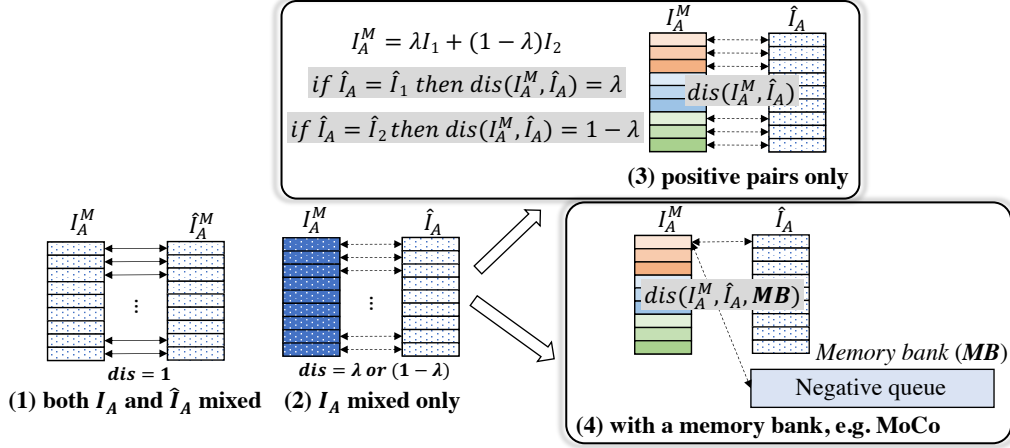 I_A^M = λI_1 + (1 − λ)I_2
if Î_A = Î_1 then dis(I_A^M, Î_A) = λ
if Î_A = Î_2 then dis(I_A^M, Î_A) = 1 − λ
I_A^M Î_A
dis(I_A^M, Î_A)
(3) positive pairs only
I_A^M Î_A^M
⋮
dis = 1
(1) both I_A and Î_A mixed
I_A^M Î_A
⋮
dis = λ or (1 − λ)
(2) I_A mixed only
I_A^M Î_A
dis(I_A^M, Î_A, MB)
Memory bank (MB)
Negative queue
(4) with a memory bank, e.g. MoCo